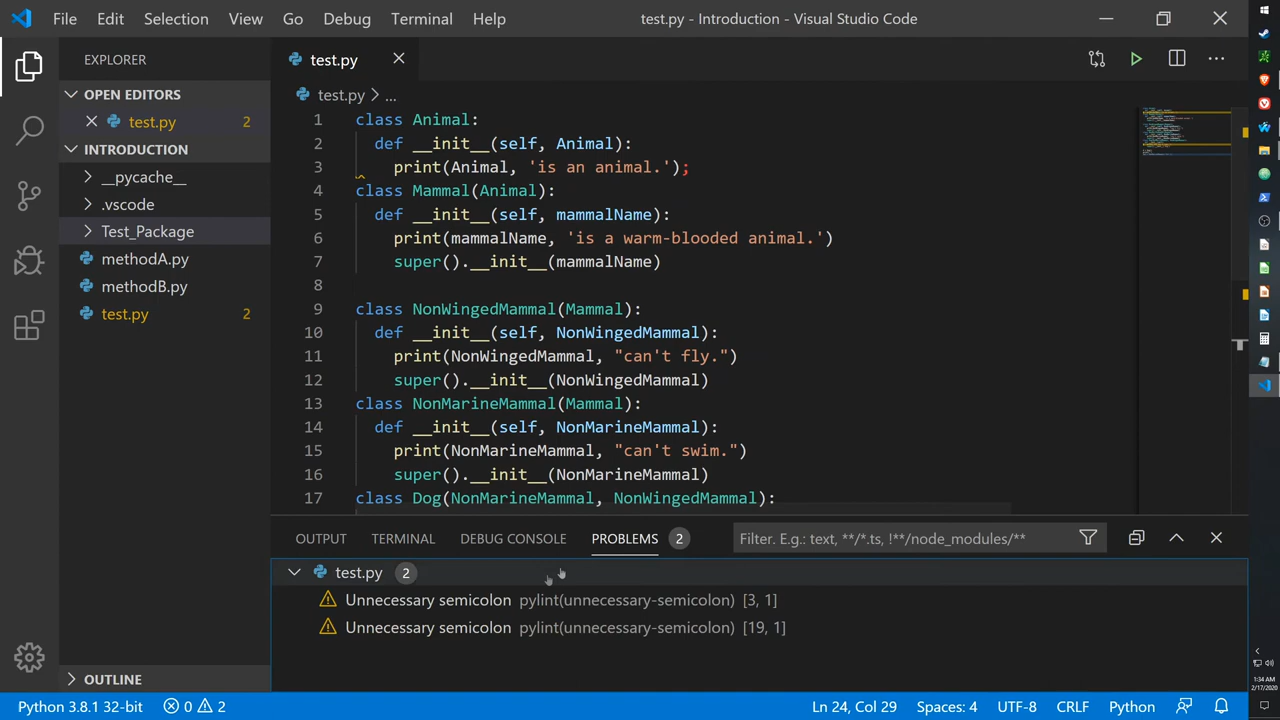 File Edit Selection View Go Debug Terminal Help test.py - Introduction - Visual Studio Code
EXPLORER
OPEN EDITORS
test.py 2
INTRODUCTION
__pycache__
.vscode
Test_Package
methodA.py
methodB.py
test.py 2
OUTLINE
test.py
test.py > ...
1 class Animal:
2 def __init__(self, Animal):
3 print(Animal, 'is an animal.');
4 class Mammal(Animal):
5 def __init__(self, mammalName):
6 print(mammalName, 'is a warm-blooded animal.')
7 super().__init__(mammalName)
8
9 class NonWingedMammal(Mammal):
10 def __init__(self, NonWingedMammal):
11 print(NonWingedMammal, "can't fly.")
12 super().__init__(NonWingedMammal)
13 class NonMarineMammal(Mammal):
14 def __init__(self, NonMarineMammal):
15 print(NonMarineMammal, "can't swim.")
16 super().__init__(NonMarineMammal)
17 class Dog(NonMarineMammal, NonWingedMammal):
OUTPUT TERMINAL DEBUG CONSOLE PROBLEMS 2 Filter. E.g.: text, **/*.ts, !**/node_modules/**
test.py 2
Unnecessary semicolon pylint(unnecessary-semicolon) [3, 1]
Unnecessary semicolon pylint(unnecessary-semicolon) [19, 1]
Python 3.8.1 32-bit 0 2 Ln 24, Col 29 Spaces: 4 UTF-8 CRLF Python
1:34 AM
2/17/2020